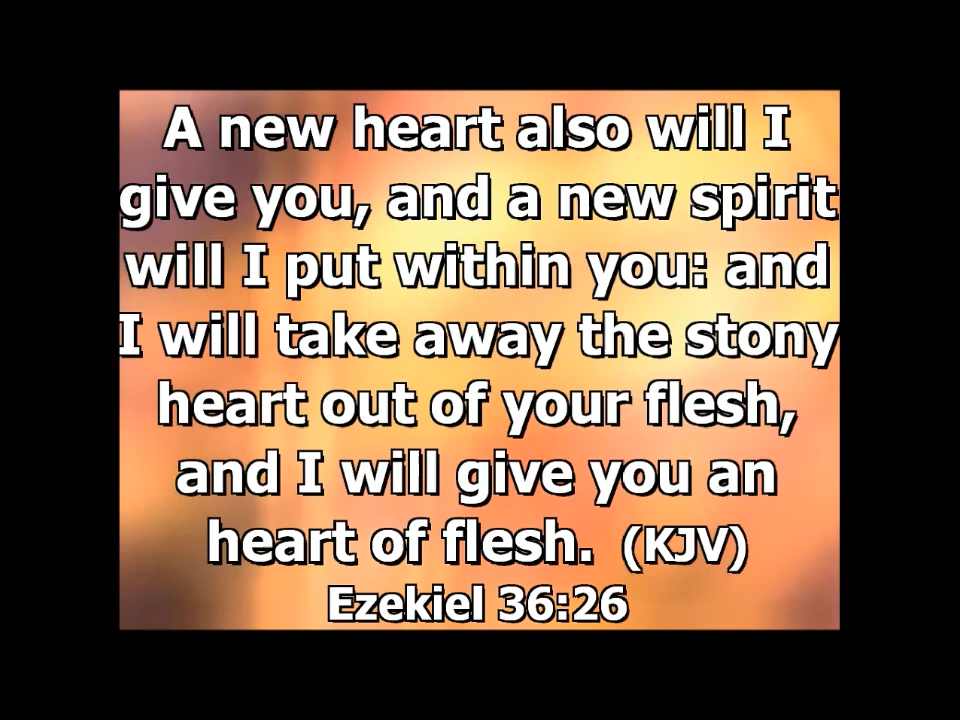 A new heart also will I
give you, and a new spirit
will I put within you: and
I will take away the stony
heart out of your flesh,
and I will give you an
heart of flesh. (KJV)
Ezekiel 36:26